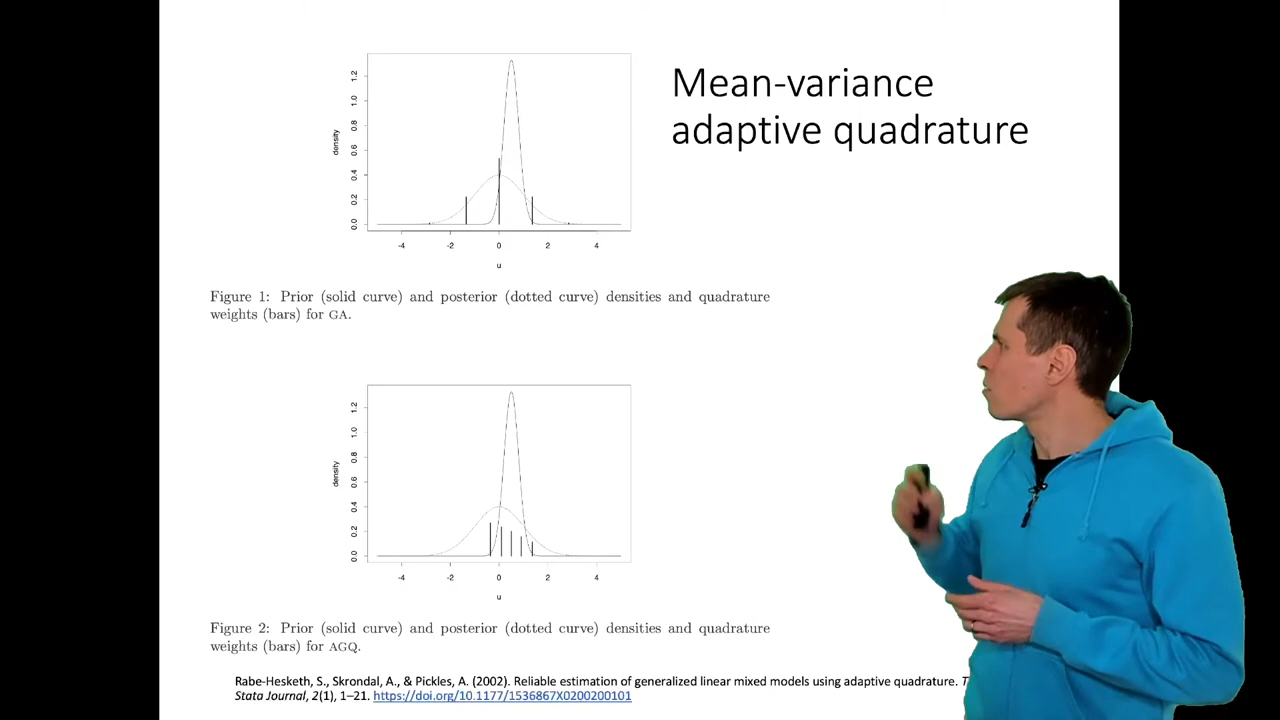 Mean-variance
adaptive quadrature
density
0.0 0.2 0.4 0.6 0.8 1.0 1.2
-4 -2 0 2 4
u
Figure 1: Prior (solid curve) and posterior (dotted curve) densities and quadrature
weights (bars) for GA.
density
0.0 0.2 0.4 0.6 0.8 1.0 1.2
-4 -2 0 2 4
u
Figure 2: Prior (solid curve) and posterior (dotted curve) densities and quadrature
weights (bars) for AGQ.
Rabe-Hesketh, S., Skrondal, A., & Pickles, A. (2002). Reliable estimation of generalized linear mixed models using adaptive quadrature. T
Stata Journal, 2(1), 1–21. https://doi.org/10.1177/1536867X0200200101